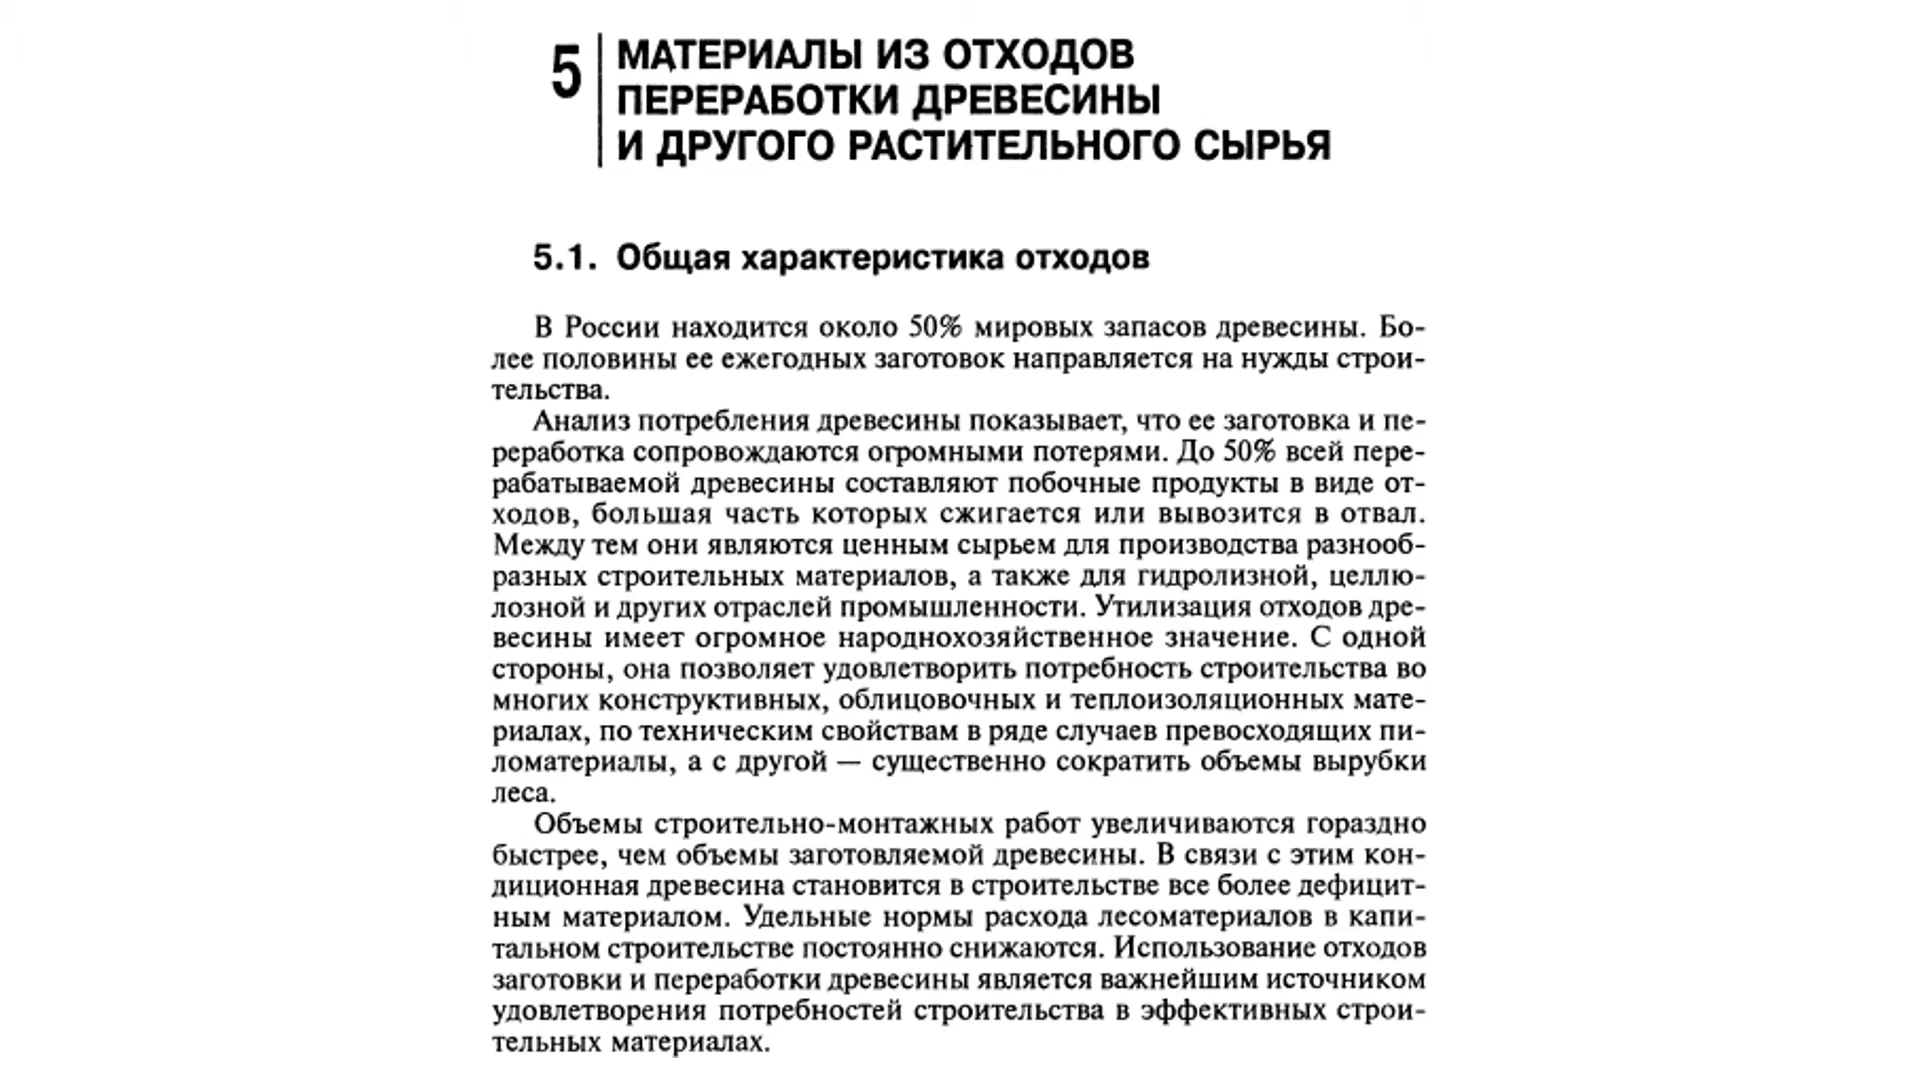 5
МАТЕРИАЛЫ ИЗ ОТХОДОВ
ПЕРЕРАБОТКИ ДРЕВЕСИНЫ
И ДРУГОГО РАСТИТЕЛЬНОГО СЫРЬЯ
5.1. Общая характеристика отходов
В России находится около 50% мировых запасов древесины. Бо-
лее половины ее ежегодных заготовок направляется на нужды строи-
тельства.
Анализ потребления древесины показывает, что ее заготовка и пе-
реработка сопровождаются огромными потерями. До 50% всей пере-
рабатываемой древесины составляют побочные продукты в виде от-
ходов, большая часть которых сжигается или вывозится в отвал.
Между тем они являются ценным сырьем для производства разнооб-
разных строительных материалов, а также для гидролизной, целлю-
лозной и других отраслей промышленности. Утилизация отходов дре-
весины имеет огромное народнохозяйственное значение. С одной
стороны, она позволяет удовлетворить потребность строительства во
многих конструктивных, облицовочных и теплоизоляционных мате-
риалах, по техническим свойствам в ряде случаев превосходящих пи-
ломатериалы, а с другой — существенно сократить объемы вырубки
леса.
Объемы строительно-монтажных работ увеличиваются гораздно
быстрее, чем объемы заготовляемой древесины. В связи с этим кон-
диционная древесина становится в строительстве все более дефицит-
ным материалом. Удельные нормы расхода лесоматериалов в капи-
тальном строительстве постоянно снижаются. Использование отходов
заготовки и переработки древесины является важнейшим источником
удовлетворения потребностей строительства в эффективных строи-
тельных материалах.